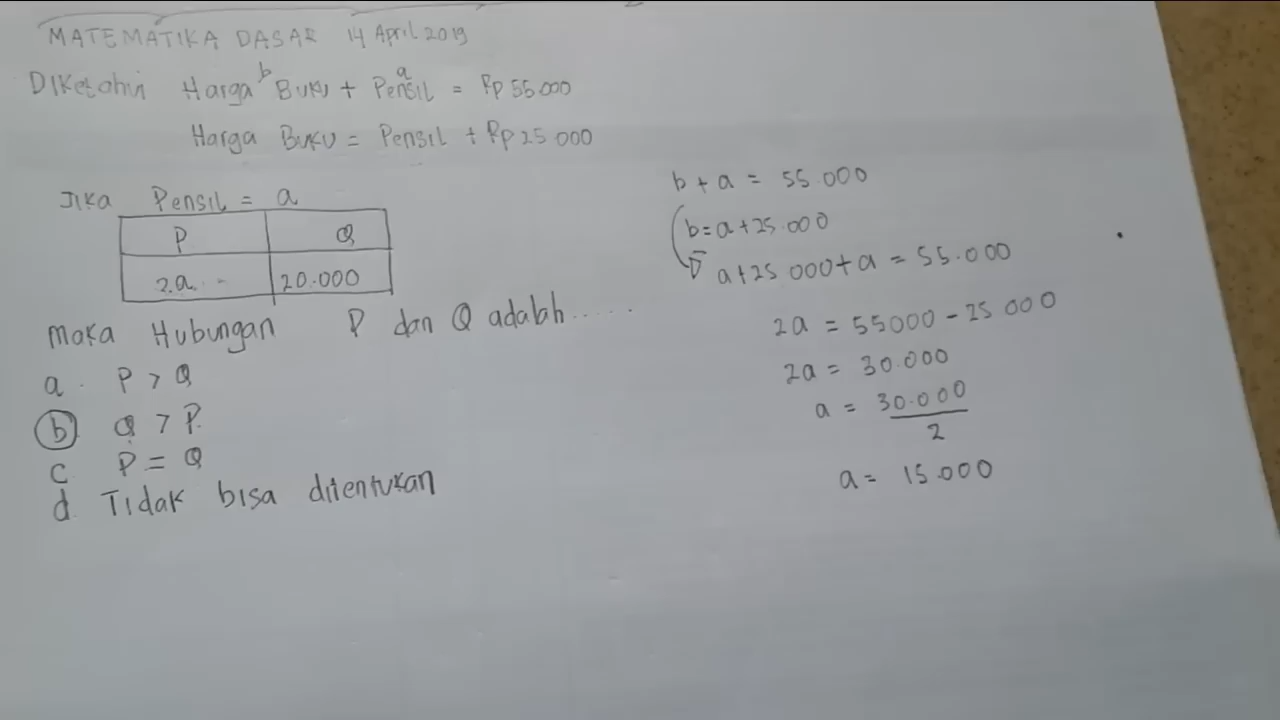 MATEMATIKA DASAR 14 April 2019
Diketahui Harga Buku b + Pensil a = Rp 55.000
Harga Buku = Pensil + Rp 25 000
Jika Pensil = a
P Q
2a 20.000
maka Hubungan P dan Q adalah......
a. P > Q
b Q > P.
c P = Q
d. Tidak bisa ditentukan
b + a = 55.000
b = a + 25.000
a + 25 000 + a = 55.000
2a = 55000 - 25 000
2a = 30.000
a = 30.000
2
a = 15.000